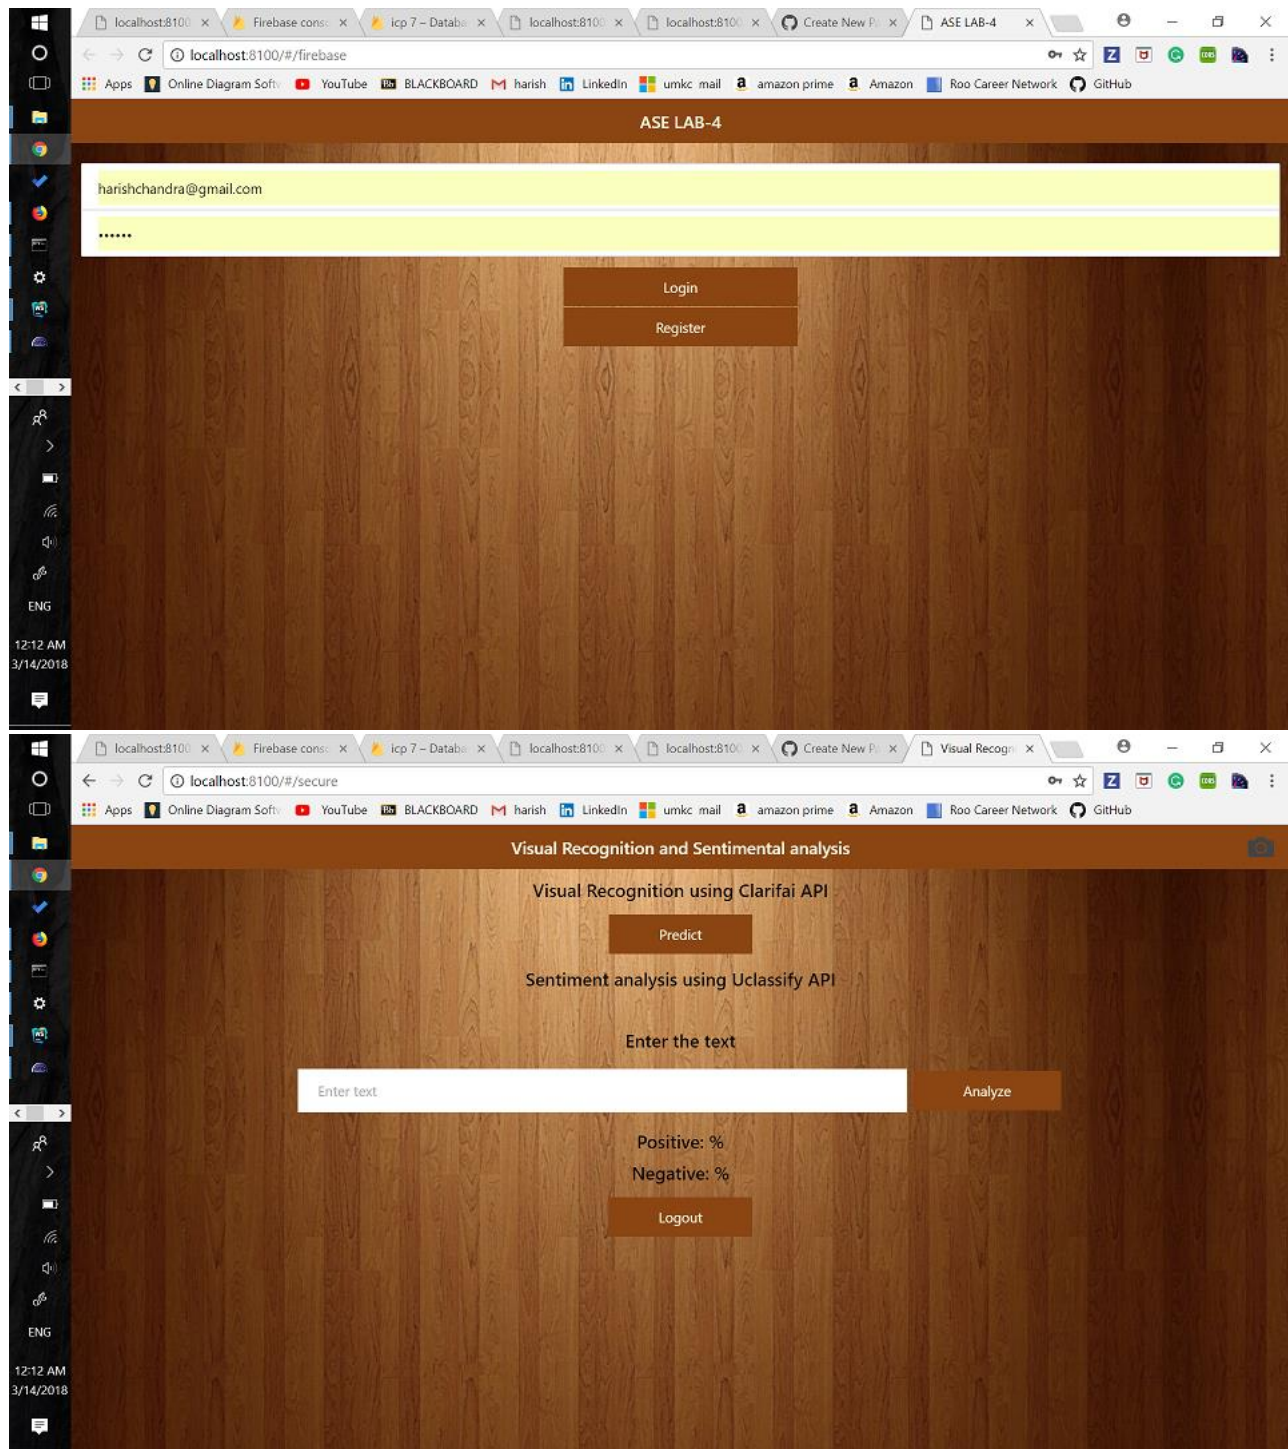 localhost:8100 Firebase conso icp 7 – Databa localhost:8100 localhost:8100 Create New P ASE LAB-4
localhost:8100/#/firebase
Apps Online Diagram Soft YouTube BLACKBOARD harish LinkedIn umkc mail amazon prime Amazon Roo Career Network GitHub
ASE LAB-4
harishchandra@gmail.com
••••••
Login
Register
ENG
12:12 AM
3/14/2018
localhost:8100 Firebase conso icp 7 – Databa localhost:8100 localhost:8100 Create New P Visual Recogn
localhost:8100/#/secure
Apps Online Diagram Soft YouTube BLACKBOARD harish LinkedIn umkc mail amazon prime Amazon Roo Career Network GitHub
Visual Recognition and Sentimental analysis
Visual Recognition using Clarifai API
Predict
Sentiment analysis using Uclassify API
Enter the text
Enter text Analyze
Positive: %
Negative: %
Logout
ENG
12:12 AM
3/14/2018